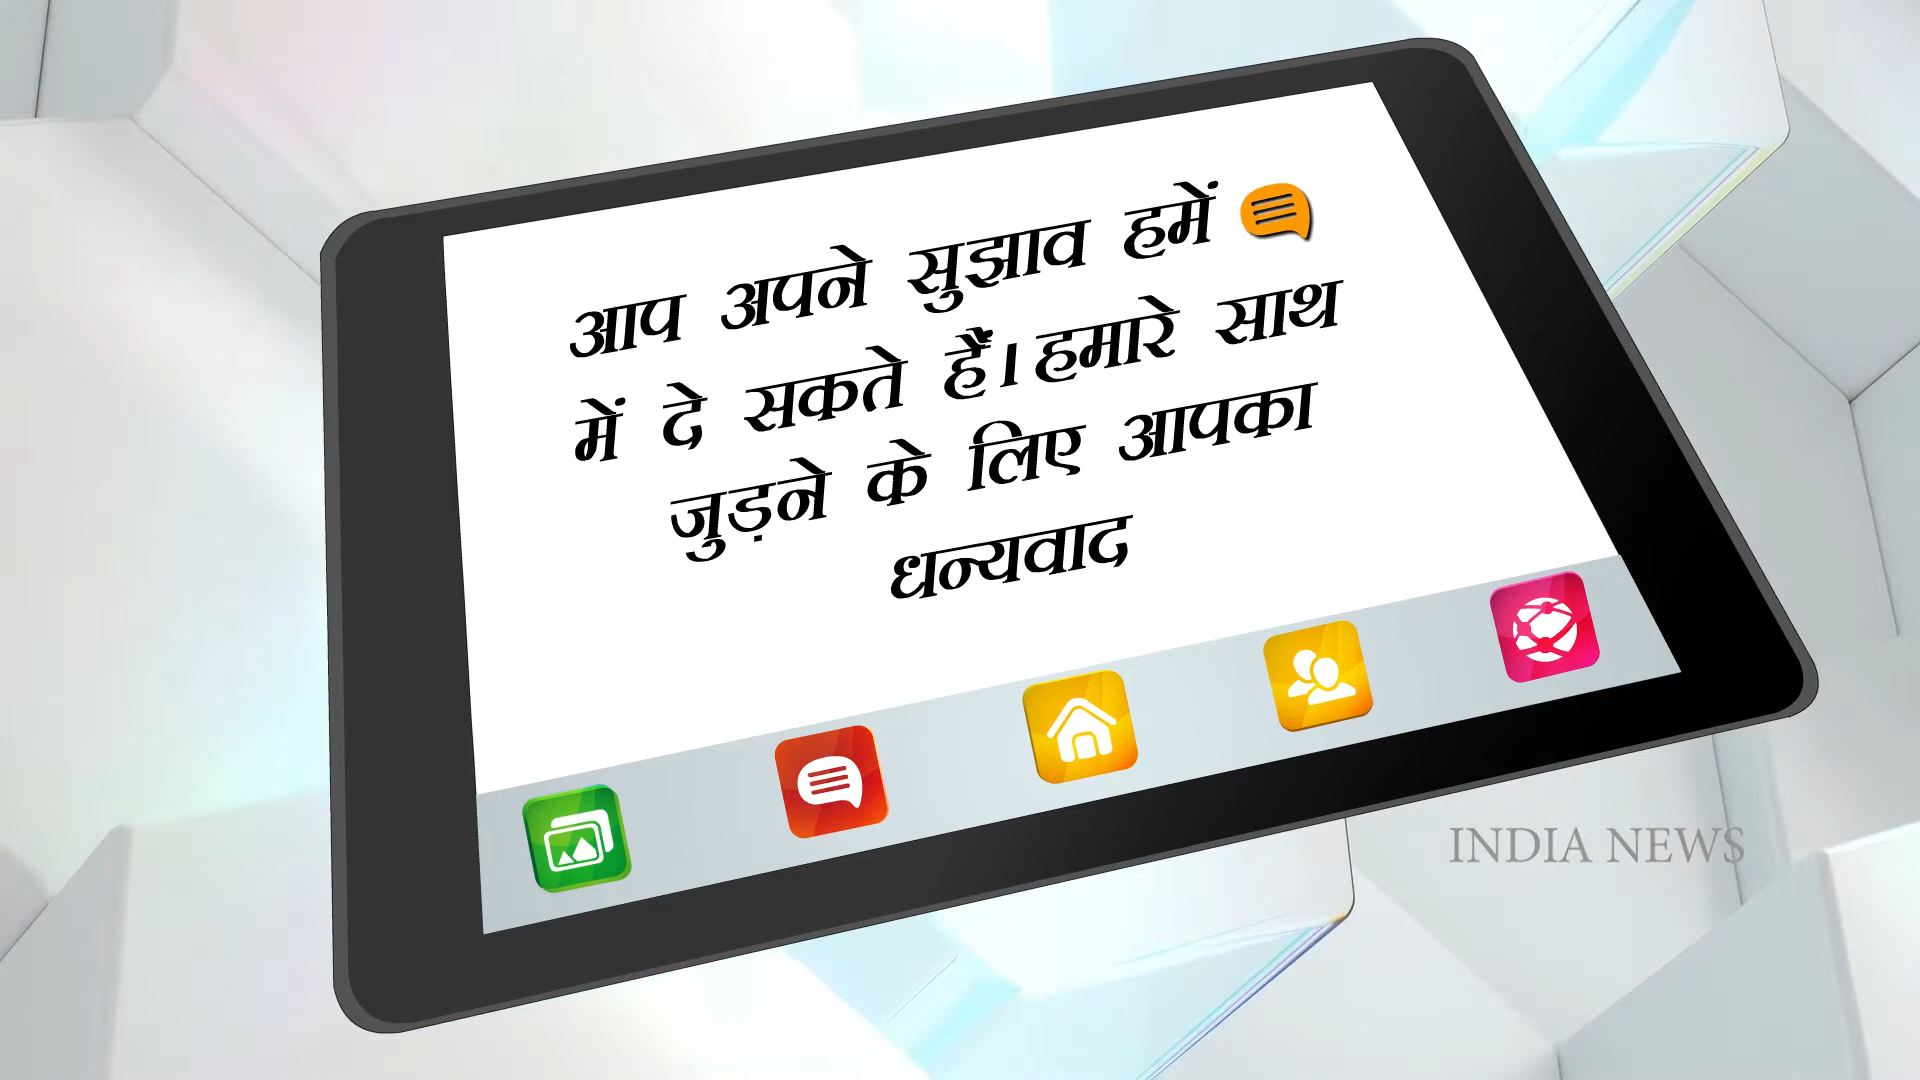 आप अपने सुझाव हमें
में दे सकते हैं। हमारे साथ
जुड़ने के लिए आपका
धन्यवाद
INDIA NEWS